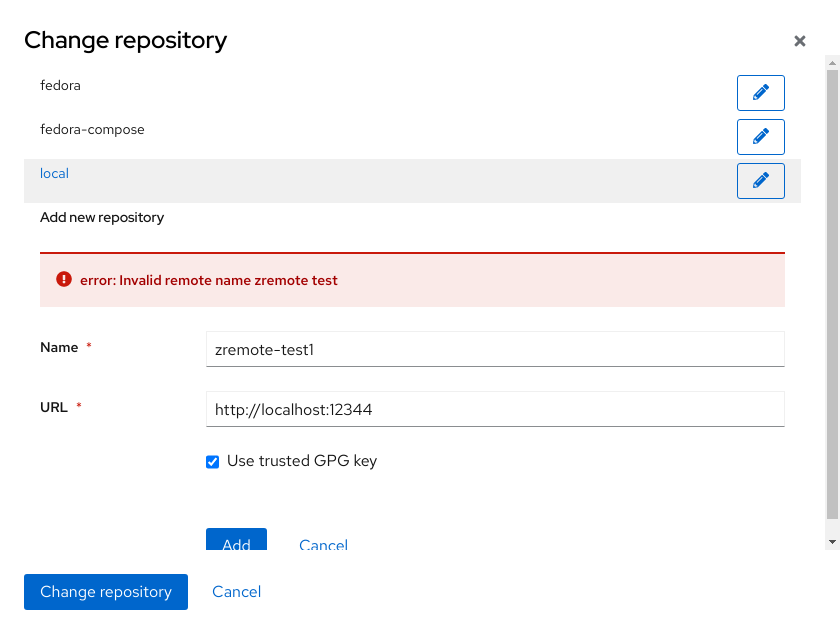 Change repository
fedora
fedora-compose
local
Add new repository
error: Invalid remote name zremote test
Name *
zremote-test1
URL *
http://localhost:12344
Use trusted GPG key
Add Cancel
Change repository Cancel